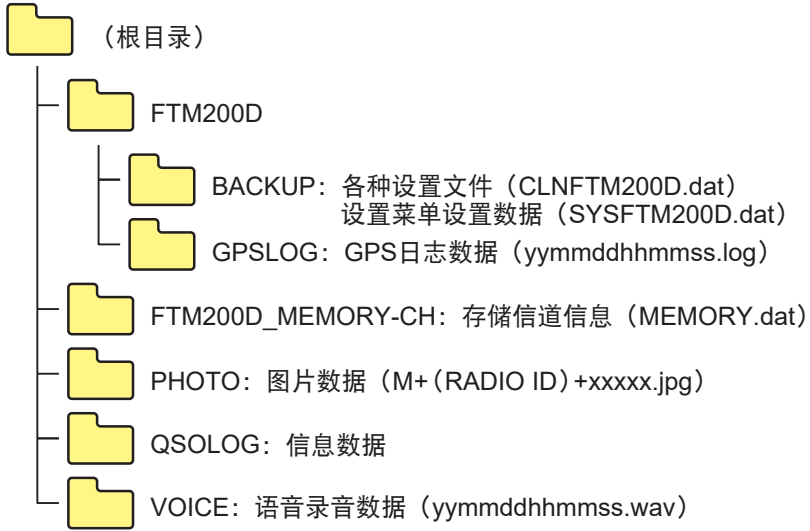 （根目录）
FTM200D
BACKUP：各种设置文件（CLNFTM200D.dat）
设置菜单设置数据（SYSFTM200D.dat）
GPSLOG：GPS日志数据（yymmddhhmmss.log）
FTM200D_MEMORY-CH：存储信道信息（MEMORY.dat）
PHOTO：图片数据（M+（RADIO ID）+xxxxx.jpg）
QSOLOG：信息数据
VOICE：语音录音数据（yymmddhhmmss.wav）